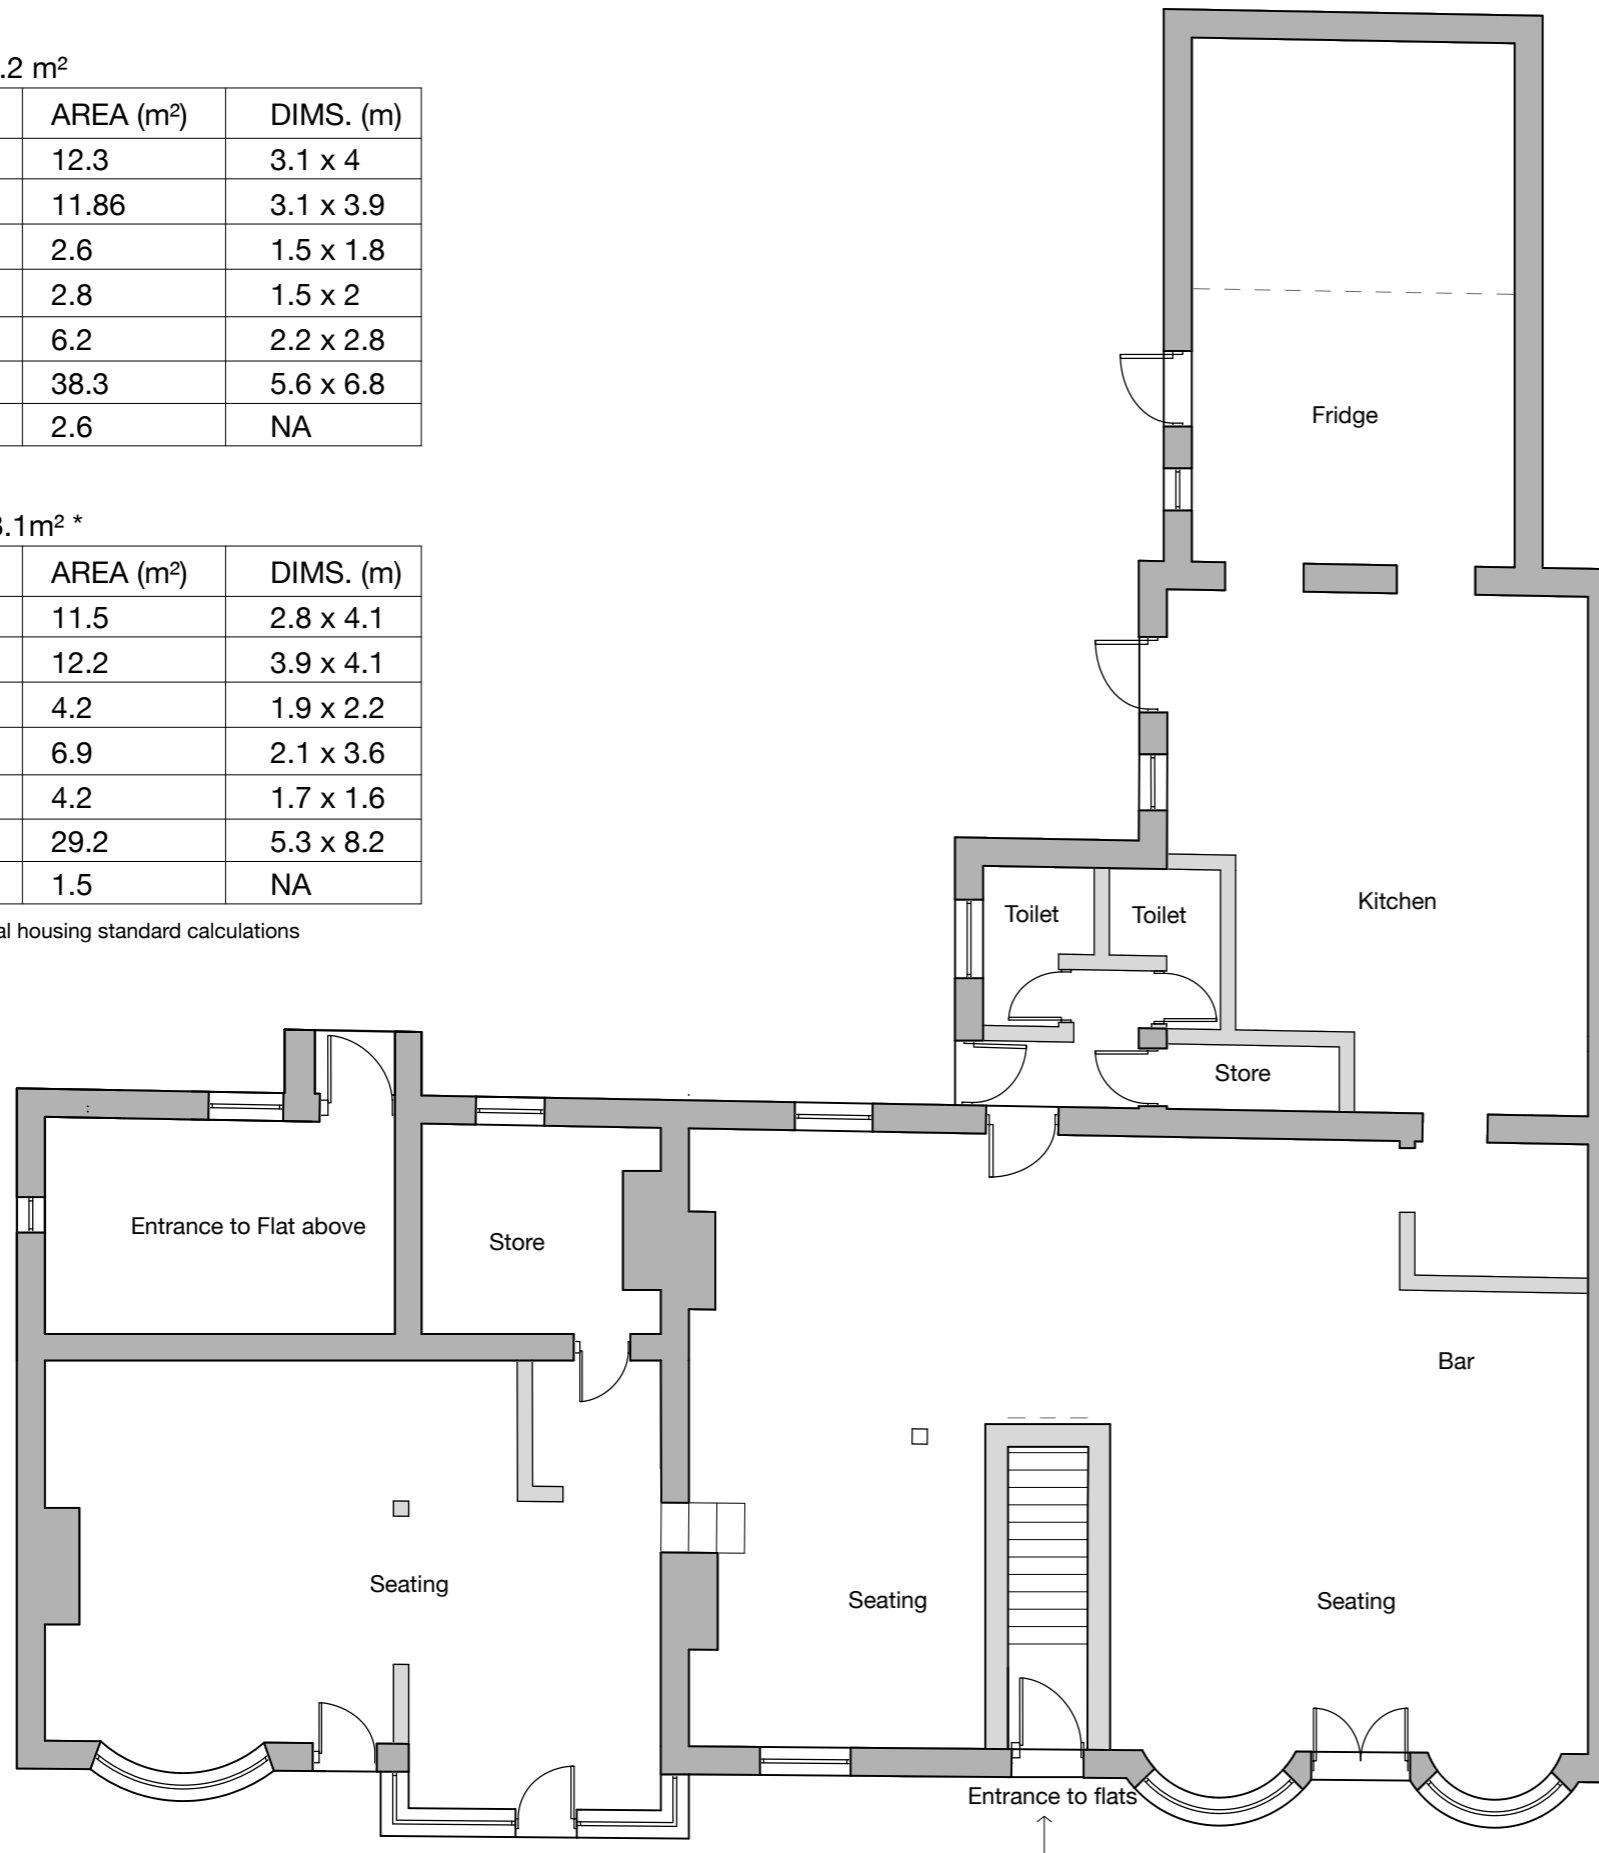 .2 m²
AREA (m²) DIMS. (m)
12.3 3.1 x 4
11.86 3.1 x 3.9
2.6 1.5 x 1.8
2.8 1.5 x 2
6.2 2.2 x 2.8
38.3 5.6 x 6.8
2.6 NA
.1m² *
AREA (m²) DIMS. (m)
11.5 2.8 x 4.1
12.2 3.9 x 4.1
4.2 1.9 x 2.2
6.9 2.1 x 3.6
4.2 1.7 x 1.6
29.2 5.3 x 8.2
1.5 NA
housing standard calculations
Fridge
Kitchen
Toilet Toilet
Store
Entrance to Flat above
Store
Bar
Seating
Seating
Seating
Entrance to flats